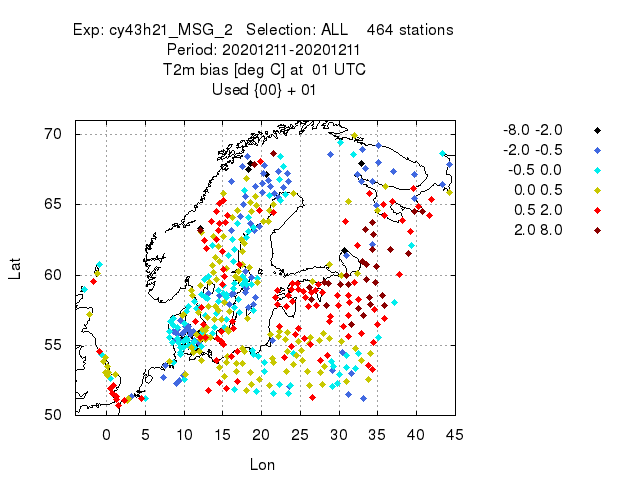 Exp: cy43h21_MSG_2 Selection: ALL 464 stations
Period: 20201211-20201211
T2m bias [deg C] at 01 UTC
Used {00} + 01
70
65
60
55
50
Lat
0 5 10 15 20 25 30 35 40 45
Lon
-8.0 -2.0
-2.0 -0.5
-0.5 0.0
0.0 0.5
0.5 2.0
2.0 8.0